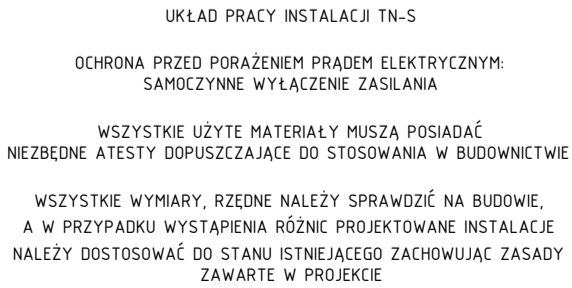 UKŁAD PRACY INSTALACJI TN-S
OCHRONA PRZED PORAŻENIEM PRĄDEM ELEKTRYCZNYM:
SAMOCZYNNE WYŁĄCZENIE ZASILANIA
WSZYSTKIE UŻYTE MATERIAŁY MUSZĄ POSIADAĆ
NIEZBĘDNE ATESTY DOPUSZCZAJĄCE DO STOSOWANIA W BUDOWNICTWIE
WSZYSTKIE WYMIARY, RZĘDNE NALEŻY SPRAWDZIĆ NA BUDOWIE,
A W PRZYPADKU WYSTĄPIENIA RÓŻNIC PROJEKTOWANE INSTALACJE
NALEŻY DOSTOSOWAĆ DO STANU ISTNIEJĄCEGO ZACHOWUJĄC ZASADY
ZAWARTE W PROJEKCIE